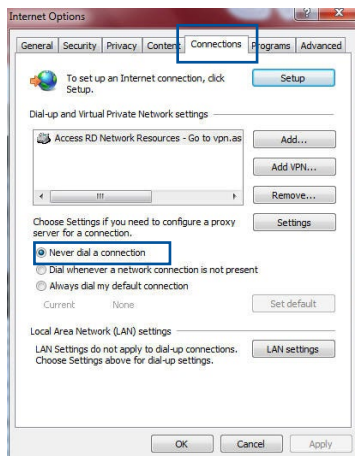 Internet Options
General Security Privacy Content Connections Programs Advanced
To set up an Internet connection, click
Setup.
Setup
Dial-up and Virtual Private Network settings
Access RD Network Resources - Go to vpn.as
Add...
Add VPN...
Remove...
Choose Settings if you need to configure a proxy
server for a connection.
Settings
Never dial a connection
Dial whenever a network connection is not present
Always dial my default connection
Current None
Set default
Local Area Network (LAN) settings
LAN Settings do not apply to dial-up connections.
Choose Settings above for dial-up settings.
LAN settings
OK Cancel Apply